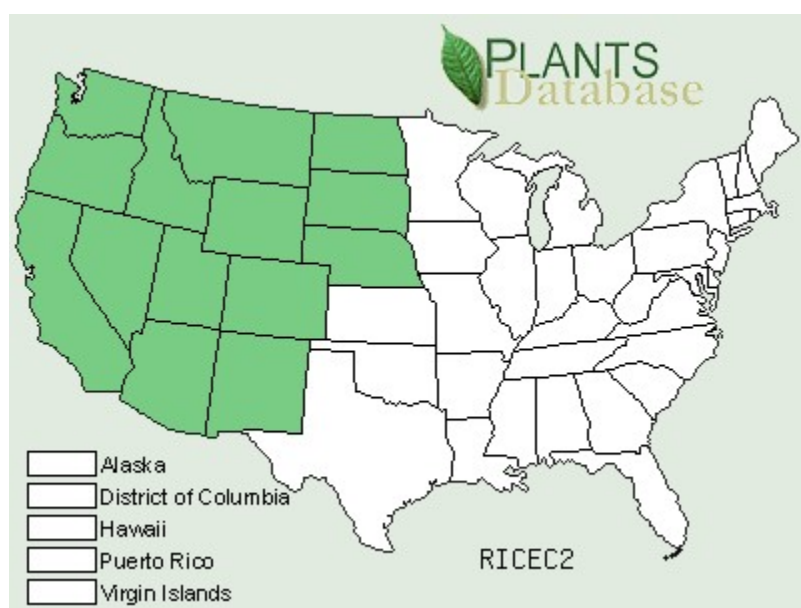 PLANTS
Database
Alaska
District of Columbia
Hawaii
Puerto Rico
Virgin Islands
RICEC2